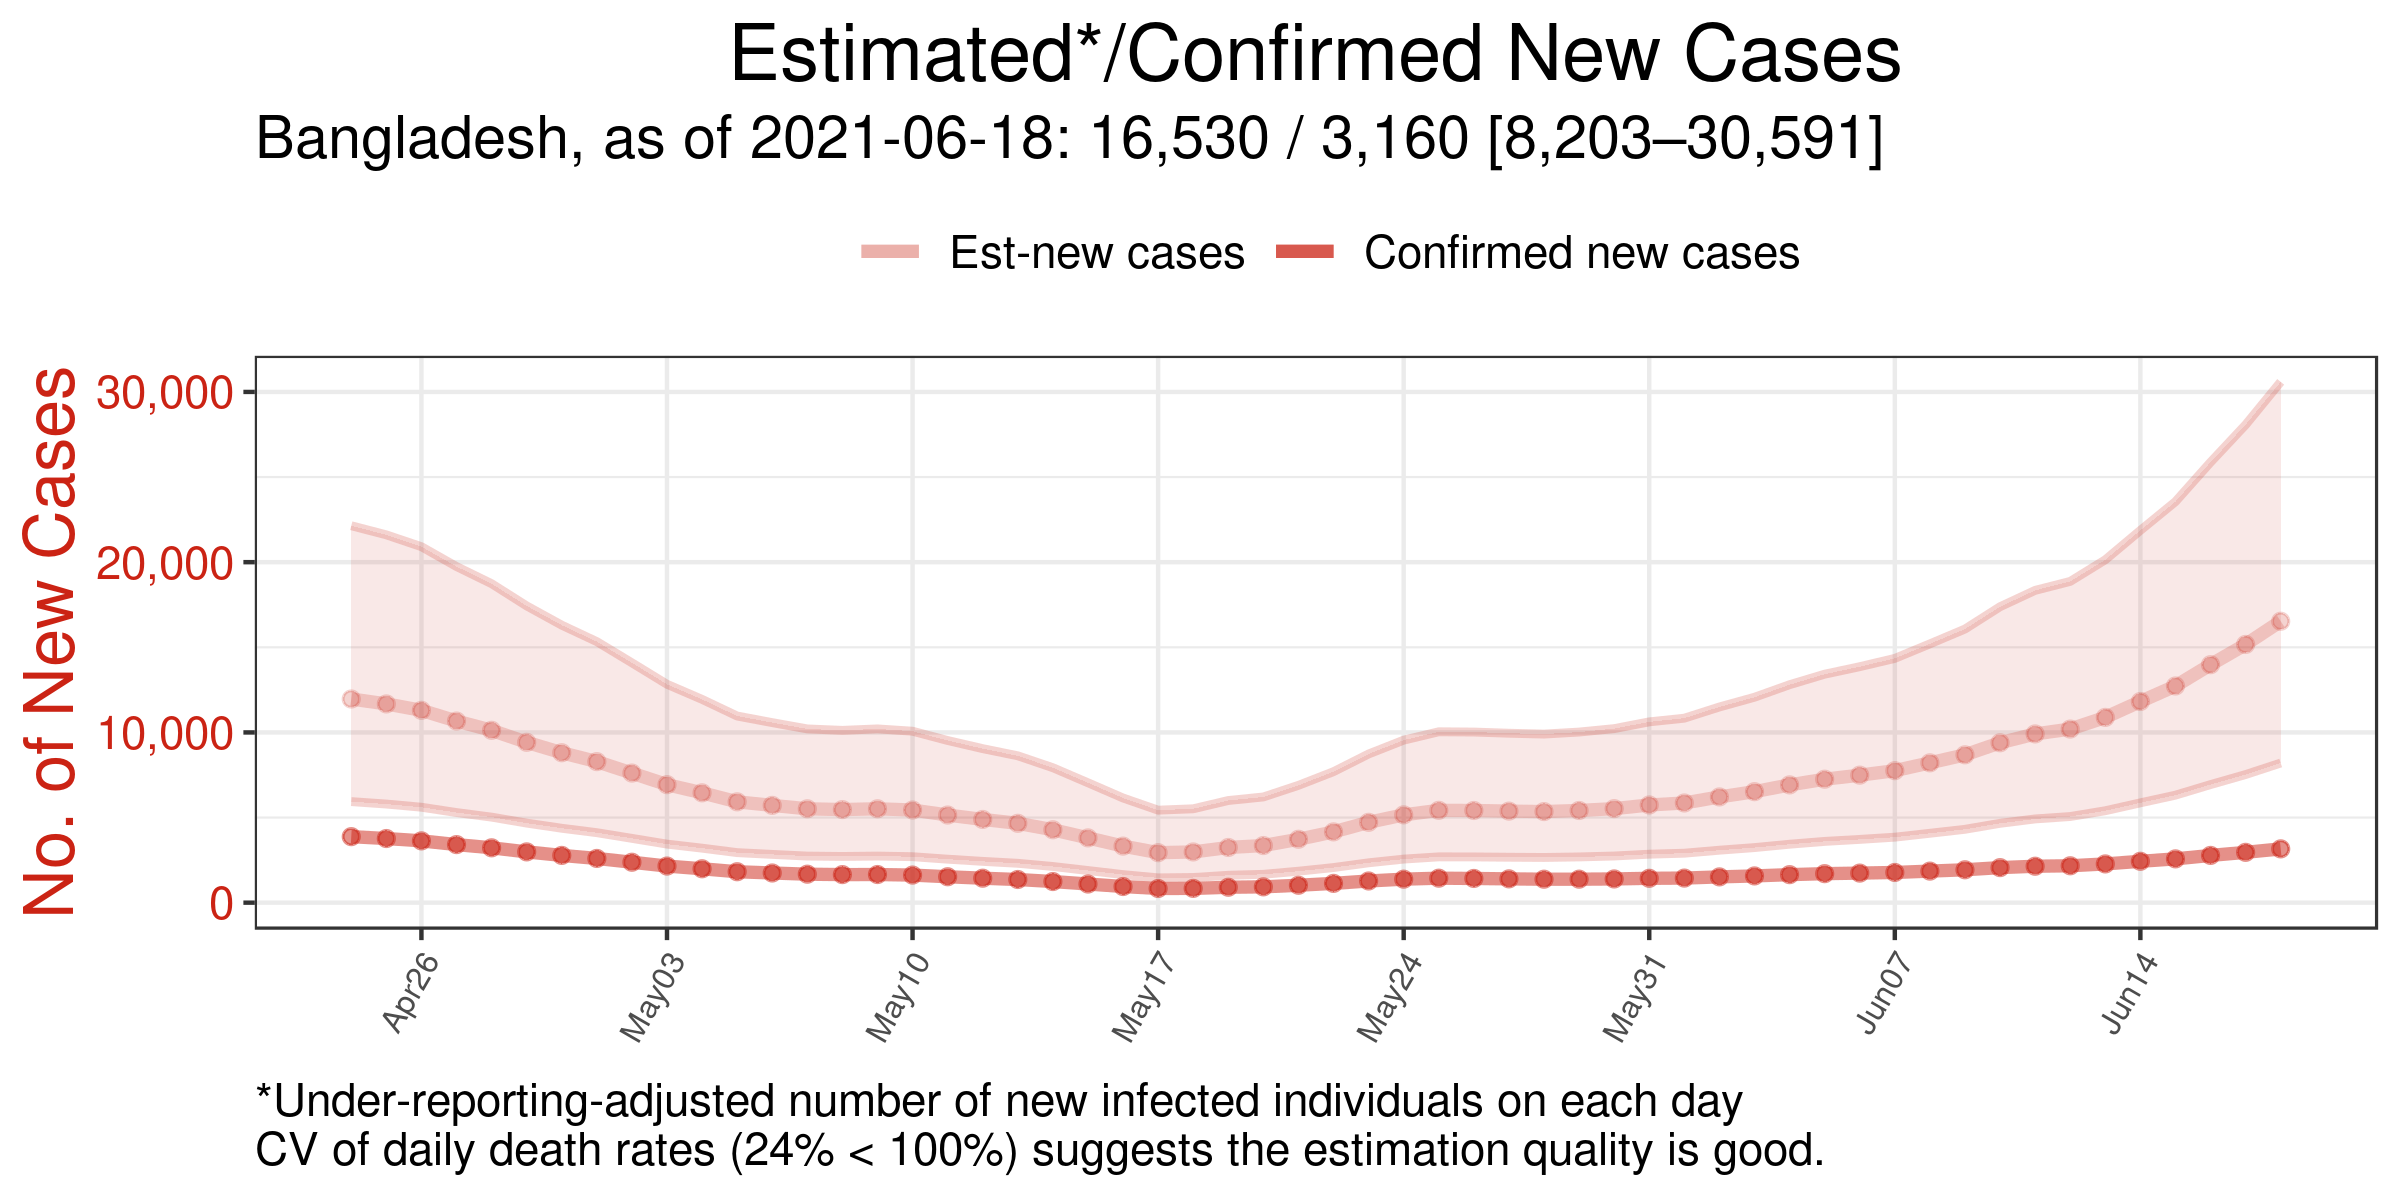 Estimated*/Confirmed New Cases
Bangladesh, as of 2021-06-18: 16,530 / 3,160 [8,203–30,591]
Est-new cases
Confirmed new cases
No. of New Cases
30,000
20,000
10,000
0
Apr26
May03
May10
May17
May24
May31
Jun07
Jun14
*Under-reporting-adjusted number of new infected individuals on each day
CV of daily death rates (24% < 100%) suggests the estimation quality is good.